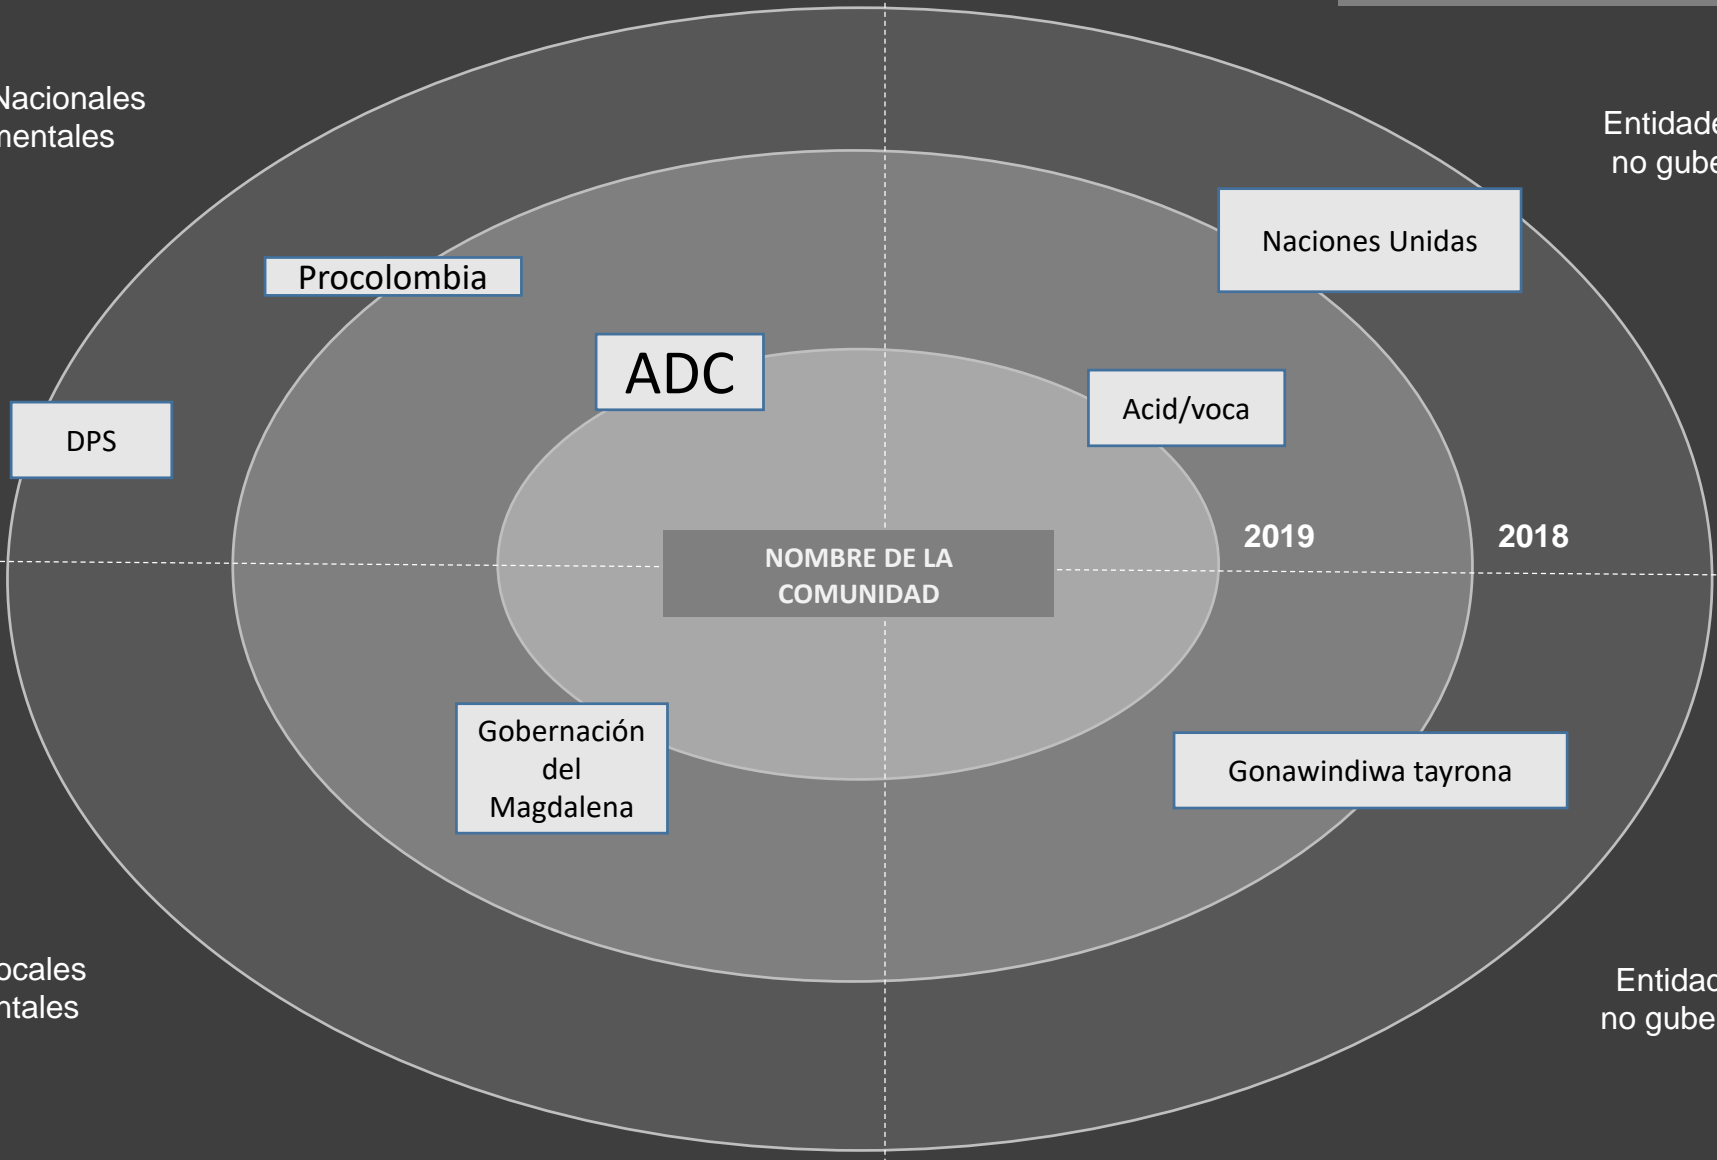 Nacionales
mentales
Entidade
no gube
Naciones Unidas
Procolombia
ADC
Acid/voca
DPS
2019
2018
NOMBRE DE LA
COMUNIDAD
Gobernación
del
Magdalena
Gonawindiwa tayrona
ocales
ntales
Entidad
no guber